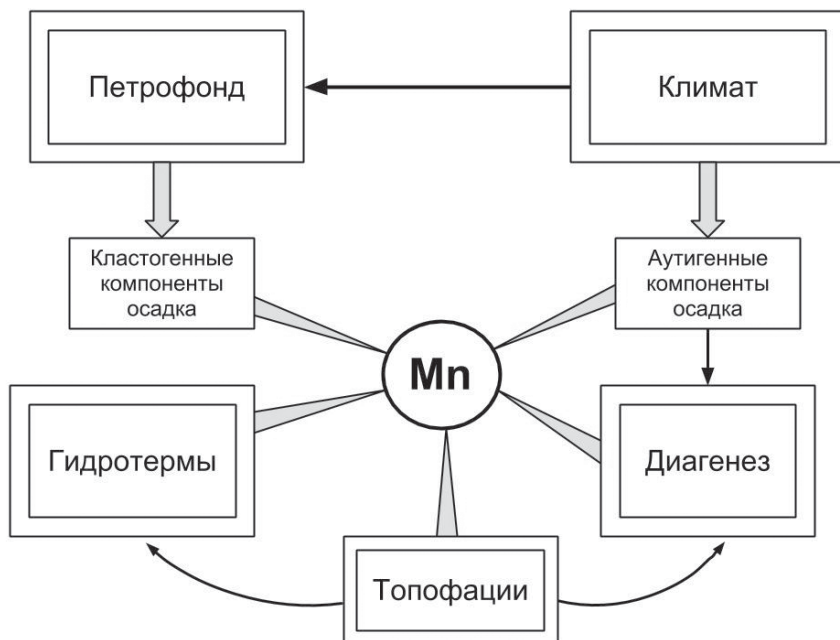 Петрофонд
Климат
Кластогенные
компоненты
осадка
Аутигенные
компоненты
осадка
Mn
Гидротермы
Диагенез
Топофации